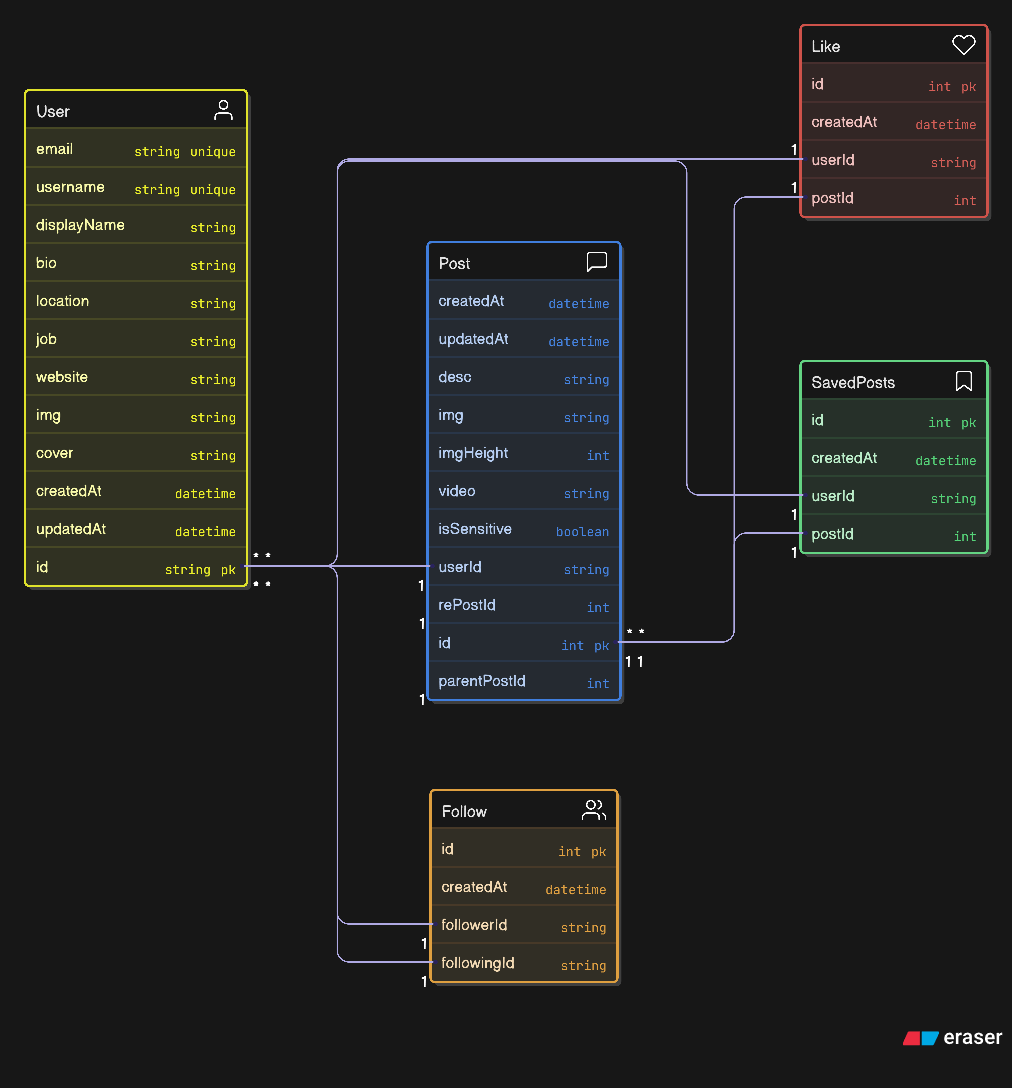 User
email string unique
username string unique
displayName string
bio string
location string
job string
website string
img string
cover string
createdAt datetime
updatedAt datetime
id string pk
* *
* *
Post
createdAt datetime
updatedAt datetime
desc string
img string
imgHeight int
video string
isSensitive boolean
userId string
1
rePostId int
1
id int pk
* *
1 1
parentPostId int
1
Like
id int pk
createdAt datetime
1
userId string
1
postId int
SavedPosts
id int pk
createdAt datetime
userId string
1
postId int
1
Follow
id int pk
createdAt datetime
followerId string
1
followingId string
1
eraser